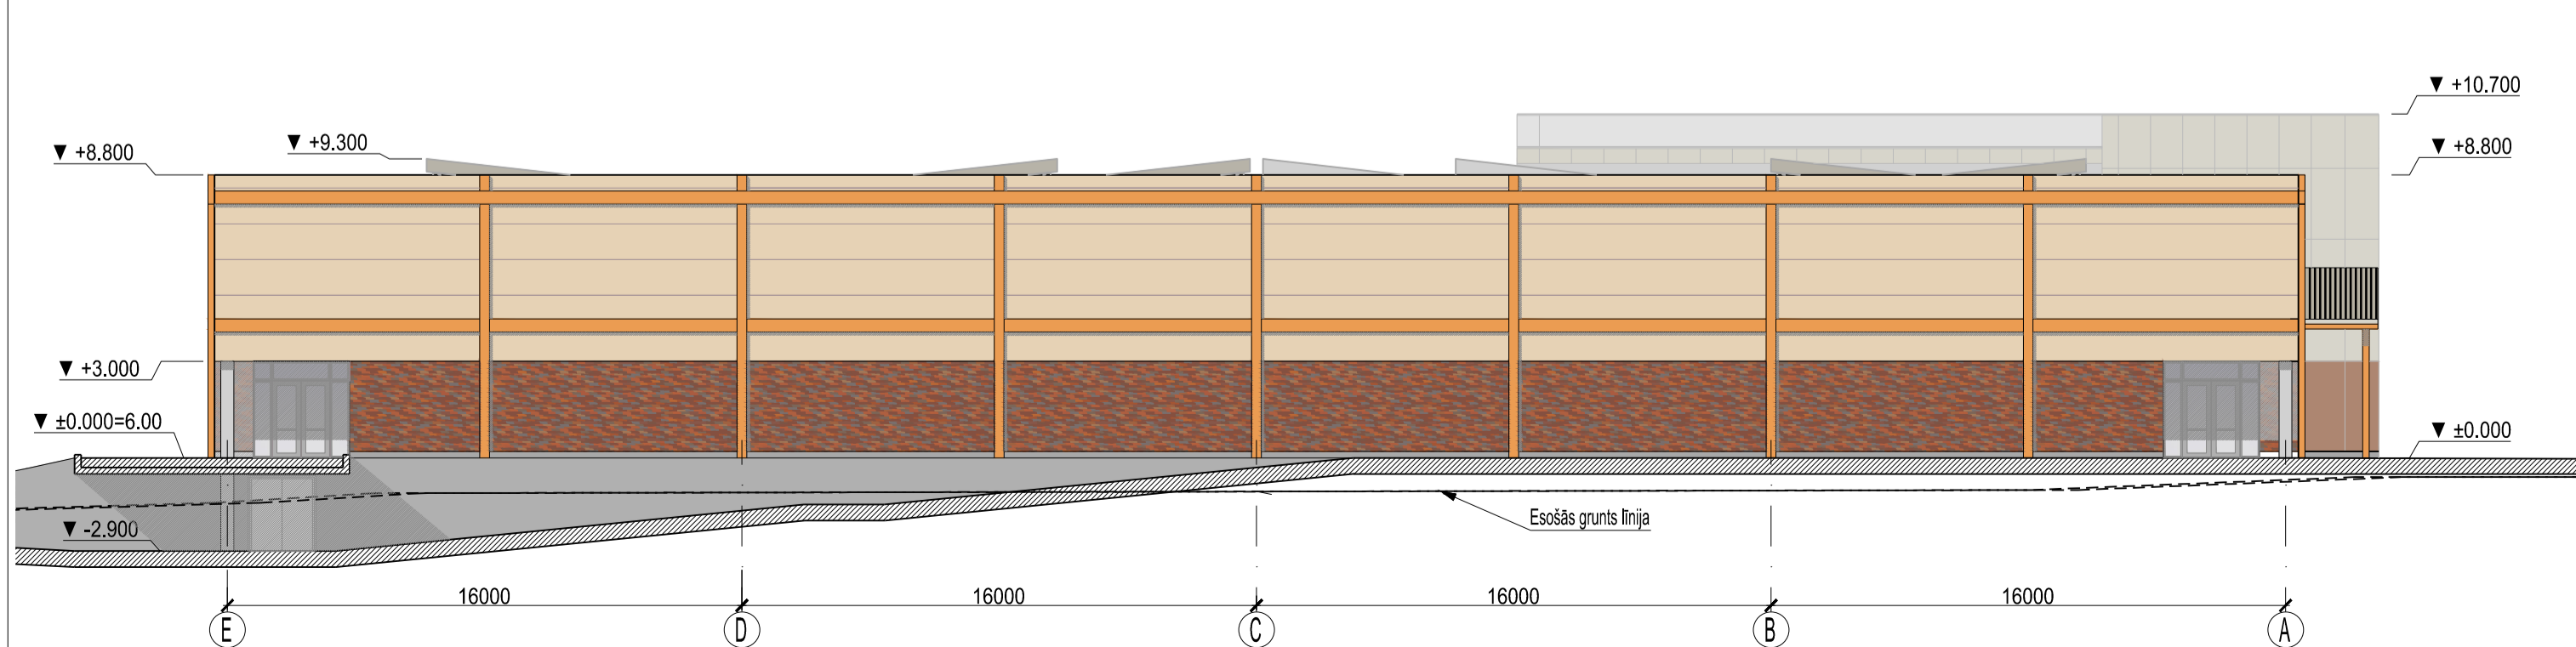 ▼ +10.700
▼ +8.800
▼ +9.300
▼ +8.800
▼ +3.000
▼ ±0.000=6.00
▼ ±0.000
▼ -2.900
Esošās grunts līnija
16000 16000 16000 16000
E D C B A